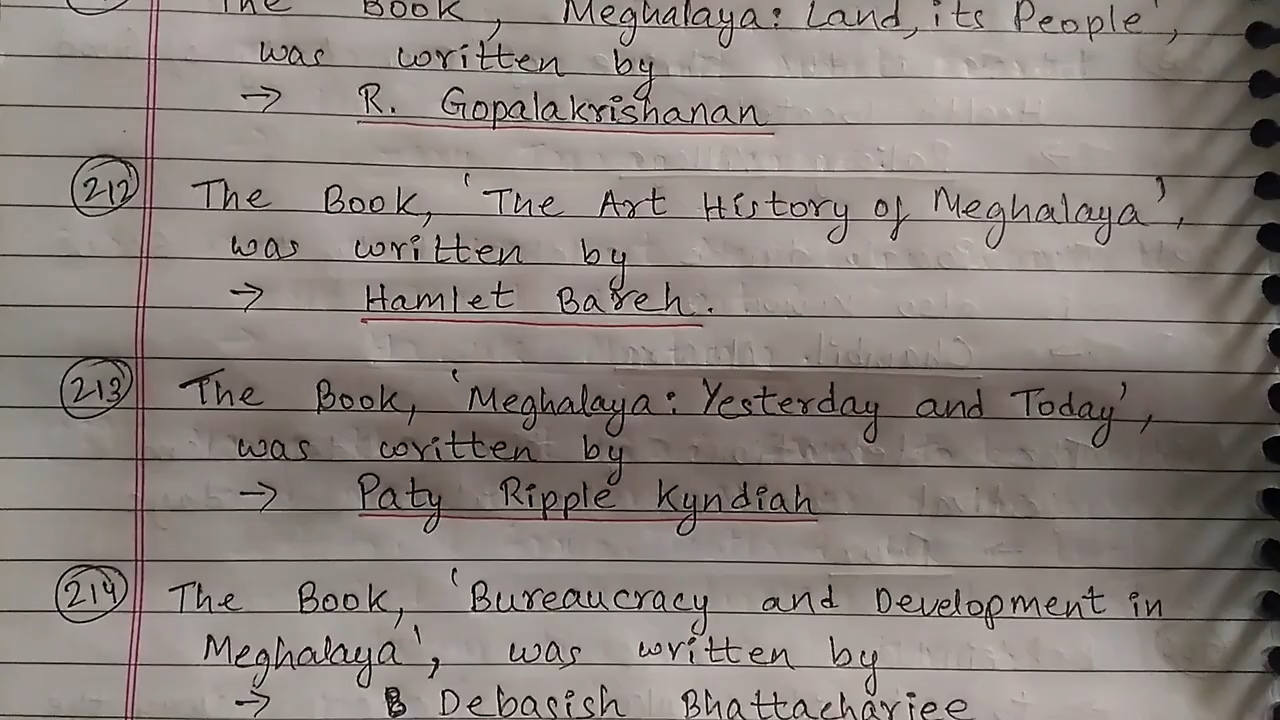 The Book, Meghalaya: Land, its People',
was written by
→ R. Gopalakrishanan
212 The Book, 'The Art History of Meghalaya',
was written by
→ Hamlet Bareh.
213 The Book, 'Meghalaya: Yesterday and Today',
was written by
→ Paty Ripple Kyndiah
214 The Book, 'Bureaucracy and Development in
Meghalaya', was written by
→ B Debasish Bhattacharjee